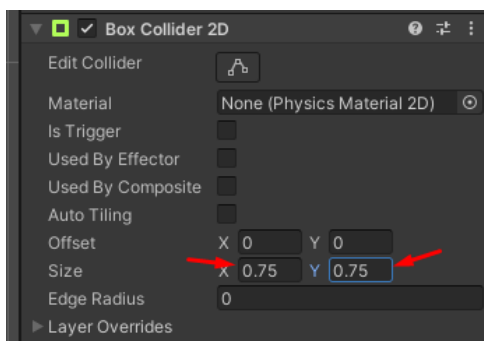 Box Collider 2D
Edit Collider
Material None (Physics Material 2D)
Is Trigger
Used By Effector
Used By Composite
Auto Tiling
Offset X 0 Y 0
Size X 0.75 Y 0.75
Edge Radius 0
Layer Overrides